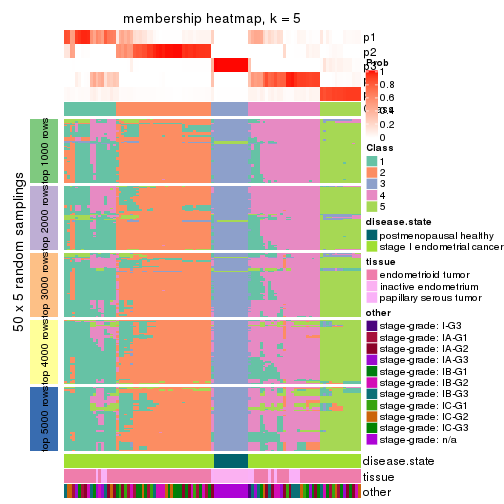 membership heatmap, k = 5
p1
p2
p3
Prob
1
0.8
0.6
0.4
0.2
0
Class
1
2
3
4
5
disease.state
postmenopausal healthy
stage I endometrial cancer
tissue
endometrioid tumor
inactive endometrium
papillary serous tumor
other
stage-grade: I-G3
stage-grade: IA-G1
stage-grade: IA-G2
stage-grade: IA-G3
stage-grade: IB-G1
stage-grade: IB-G2
stage-grade: IB-G3
stage-grade: IC-G1
stage-grade: IC-G2
stage-grade: IC-G3
stage-grade: n/a
50 x 5 random samplings
top 1000 rows
top 2000 rows
top 3000 rows
top 4000 rows
top 5000 rows
disease.state
tissue
other